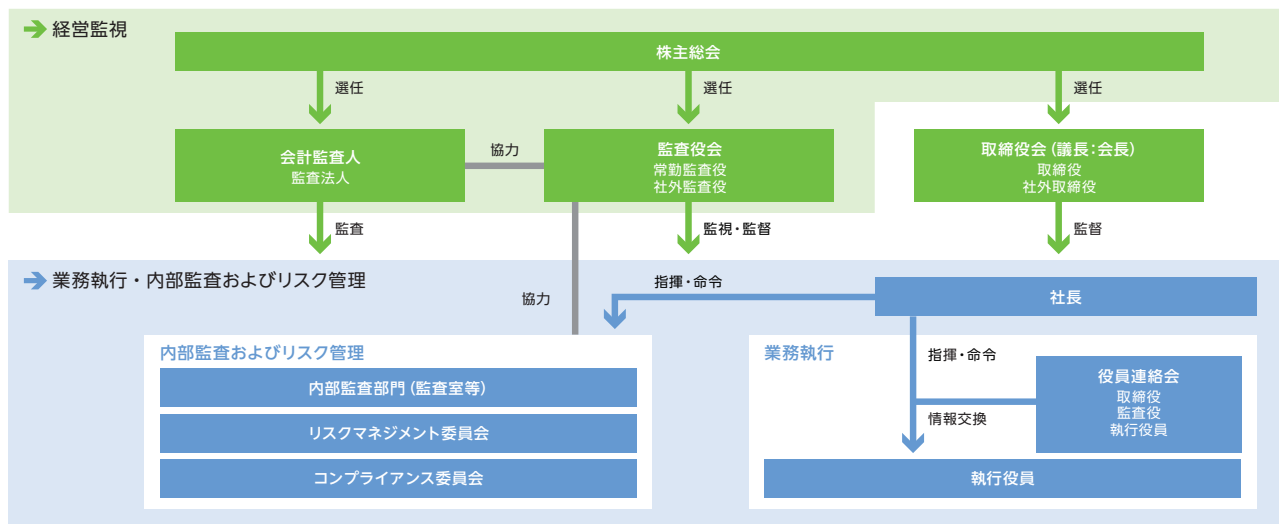 経営監視
株主総会
選任
選任
選任
会計監査人
監査法人
協力
監査役会
常勤監査役
社外監査役
取締役会(議長:会長)
取締役
社外取締役
監査
監視・監督
監督
業務執行・内部監査およびリスク管理
協力
指揮・命令
社長
内部監査およびリスク管理
内部監査部門(監査室等)
リスクマネジメント委員会
コンプライアンス委員会
業務執行
指揮・命令
役員連絡会
取締役
監査役
執行役員
情報交換
執行役員